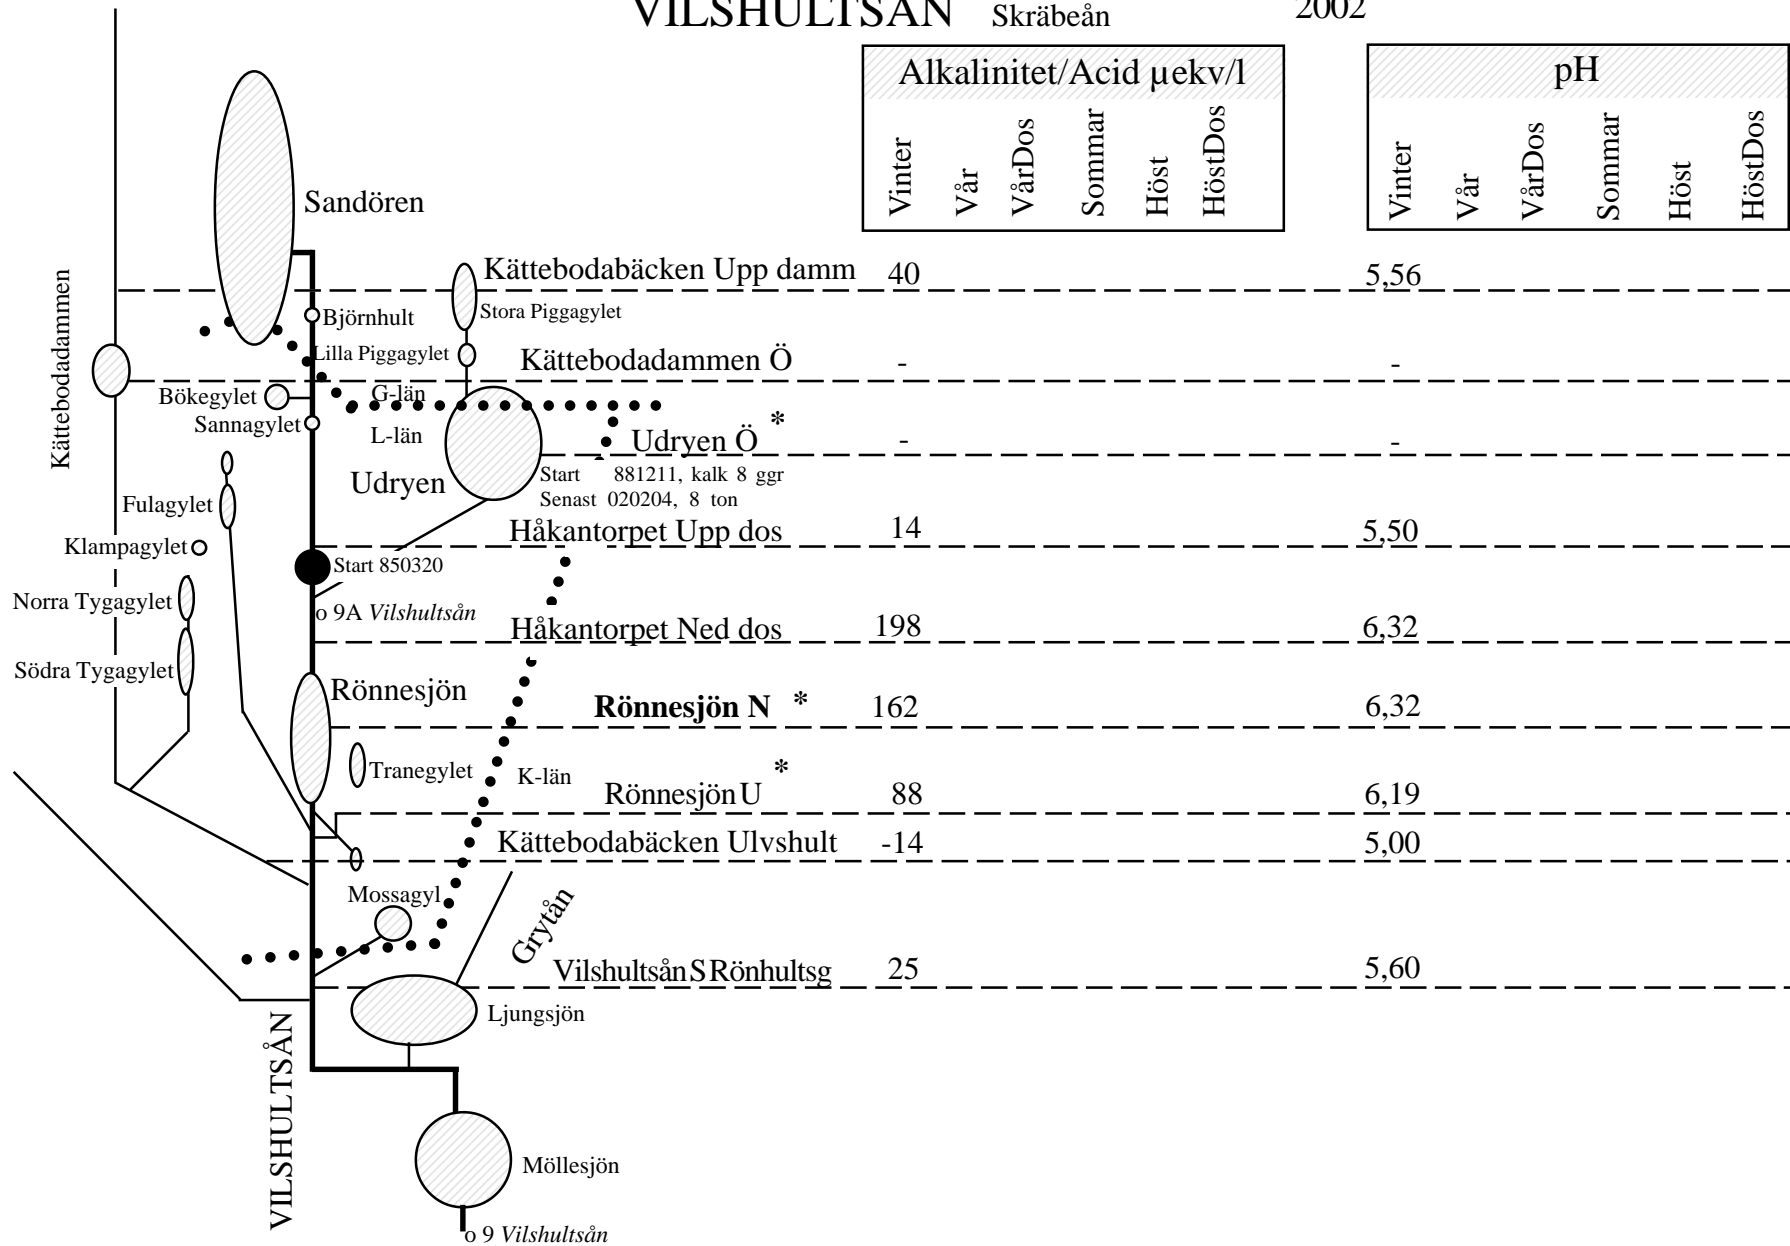 VILSHULTSÅN Skräbeån 2002
Alkalinitet/Acid µekv/l pH
Vinter Vår VårDos Sommar Höst HöstDos Vinter Vår VårDos Sommar Höst HöstDos
Sandören
Kättebodadammen
Kättebodabäcken Upp damm 40 5,56
Stora Piggagylet
Björnhult
Lilla Piggagylet
Kättebodadammen Ö - -
Bökegylet
G-län
Sannagylet
L-län
Udryen Ö * - -
Udryen
Start 881211, kalk 8 ggr
Senast 020204, 8 ton
Fulagylet
Håkantorpet Upp dos 14 5,50
Klampagylet
Start 850320
Norra Tygagylet
o 9A Vilshultsån
Håkantorpet Ned dos 198 6,32
Södra Tygagylet
Rönnesjön
Rönnesjön N * 162 6,32
Tranegylet
K-län
Rönnesjön U * 88 6,19
Kättebodabäcken Ulvshult -14 5,00
Mossagyl
Grytån
Vilshultsån S Rönhultsg 25 5,60
Ljungsjön
VILSHULTSÅN
Möllesjön
o 9 Vilshultsån